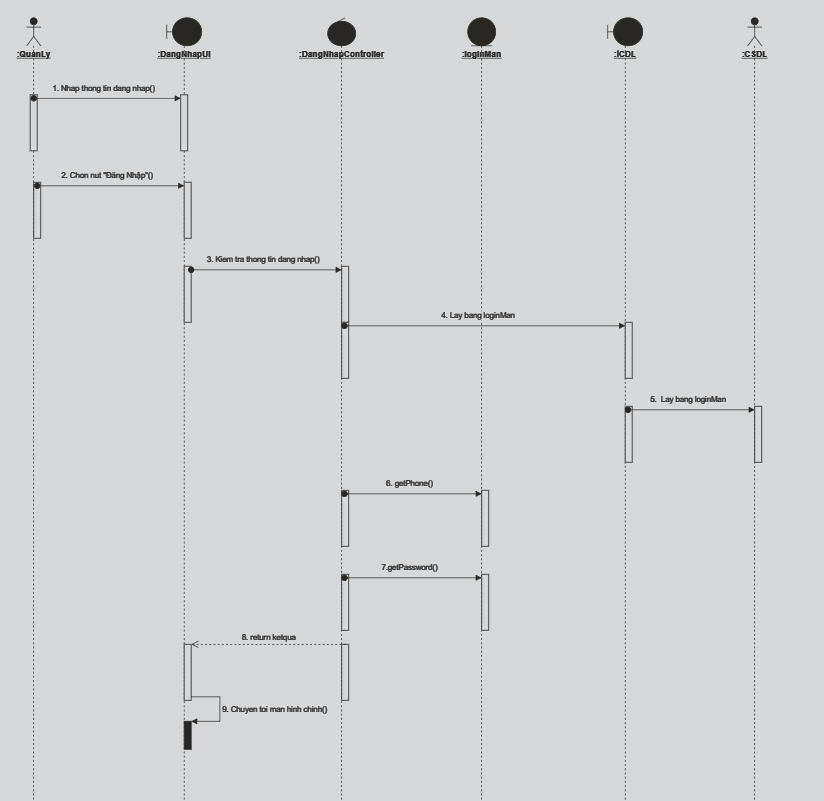 :QuanLy
:DangNhapUI
:DangNhapController
:loginMan
:ICDL
:CSDL
1. Nhap thong tin dang nhap()
2. Chon nut "Đăng Nhập"()
3. Kiem tra thong tin dang nhap()
4. Lay bang loginMan
5. Lay bang loginMan
6. getPhone()
7.getPassword()
8. return ketqua
9. Chuyen toi man hinh chinh()